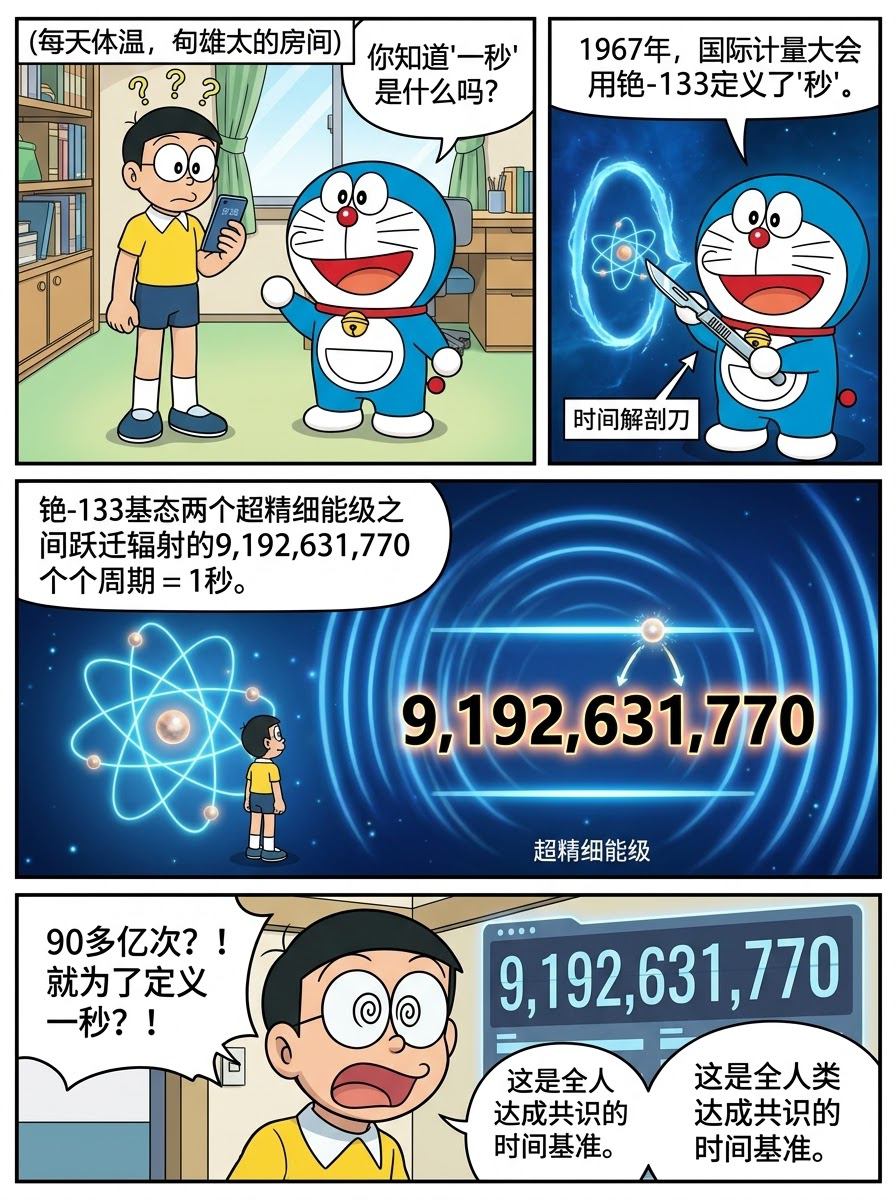 (每天体温，旬雄太的房间)
你知道'一秒'
是什么吗？
1967年，国际计量大会
用铯-133定义了'秒'。
时间解剖刀
铯-133基态两个超精细能级之
间跃迁辐射的9,192,631,770
个个周期 = 1秒。
9,192,631,770
超精细能级
90多亿次？！
就为了定义
一秒？！
9,192,631,770
这是全人
达成共识的
时间基准。
这是全人类
达成共识的
时间基准。